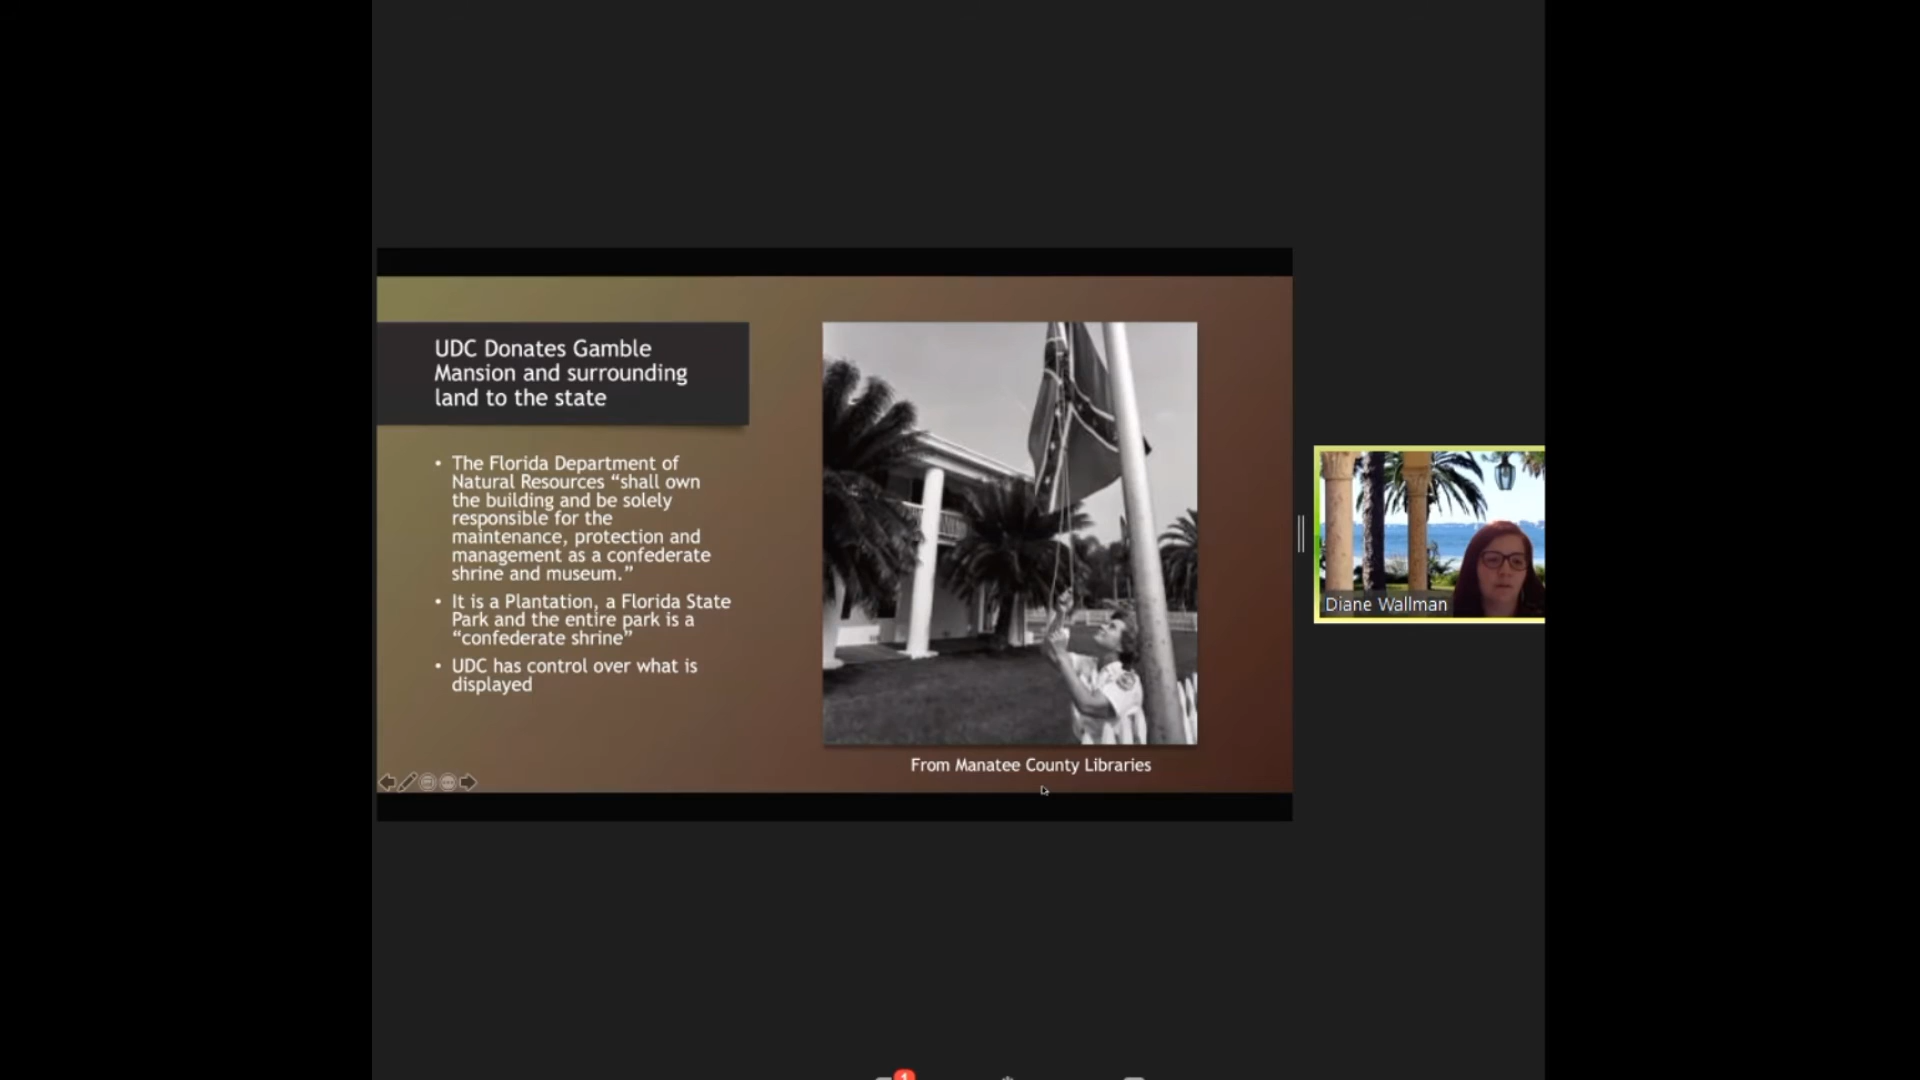 UDC Donates Gamble
Mansion and surrounding
land to the state
• The Florida Department of
Natural Resources “shall own
the building and be solely
responsible for the
maintenance, protection and
management as a confederate
shrine and museum.”
• It is a Plantation, a Florida State
Park and the entire park is a
“confederate shrine”
• UDC has control over what is
displayed
From Manatee County Libraries
Diane Wallman
1